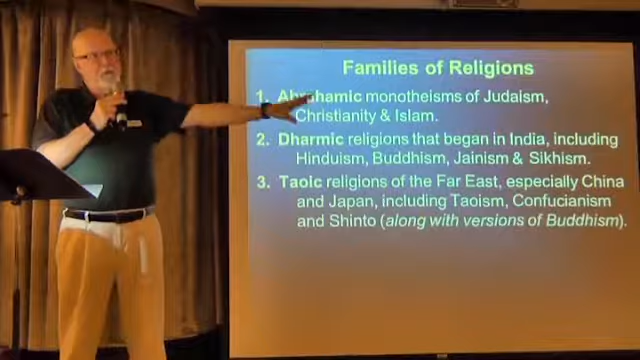 Families of Religions
1. Abrahamic monotheisms of Judaism,
Christianity & Islam.
2. Dharmic religions that began in India, including
Hinduism, Buddhism, Jainism & Sikhism.
3. Taoic religions of the Far East, especially China
and Japan, including Taoism, Confucianism
and Shinto (along with versions of Buddhism).